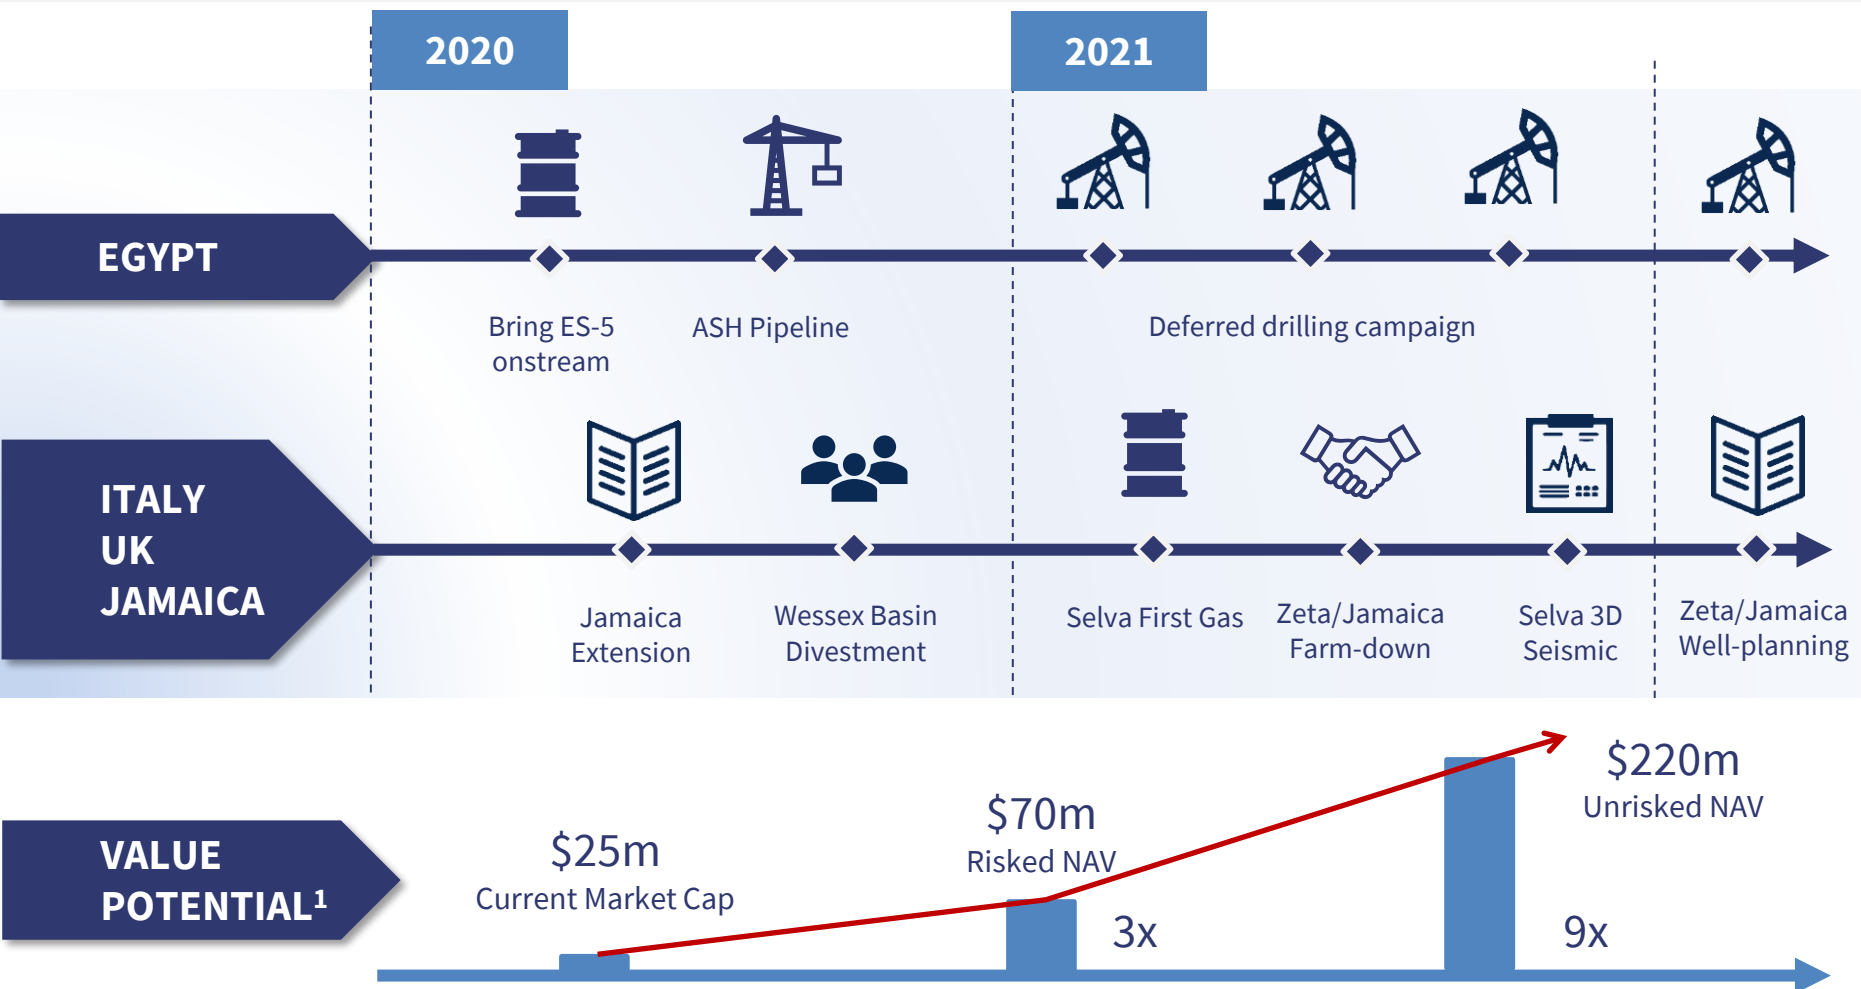 2020
2021
EGYPT
Bring ES-5
onstream
ASH Pipeline
Deferred drilling campaign
ITALY
UK
JAMAICA
Jamaica
Extension
Wessex Basin
Divestment
Selva First Gas
Zeta/Jamaica
Farm-down
Selva 3D
Seismic
Zeta/Jamaica
Well-planning
VALUE
POTENTIAL¹
$25m
Current Market Cap
$70m
Risked NAV
3x
$220m
Unrisked NAV
9x